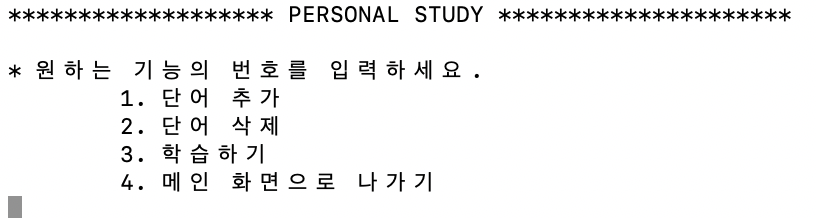 ******************* PERSONAL STUDY *********************
* 원하는 기능의 번호를 입력하세요.
1. 단어 추가
2. 단어 삭제
3. 학습하기
4. 메인 화면으로 나가기